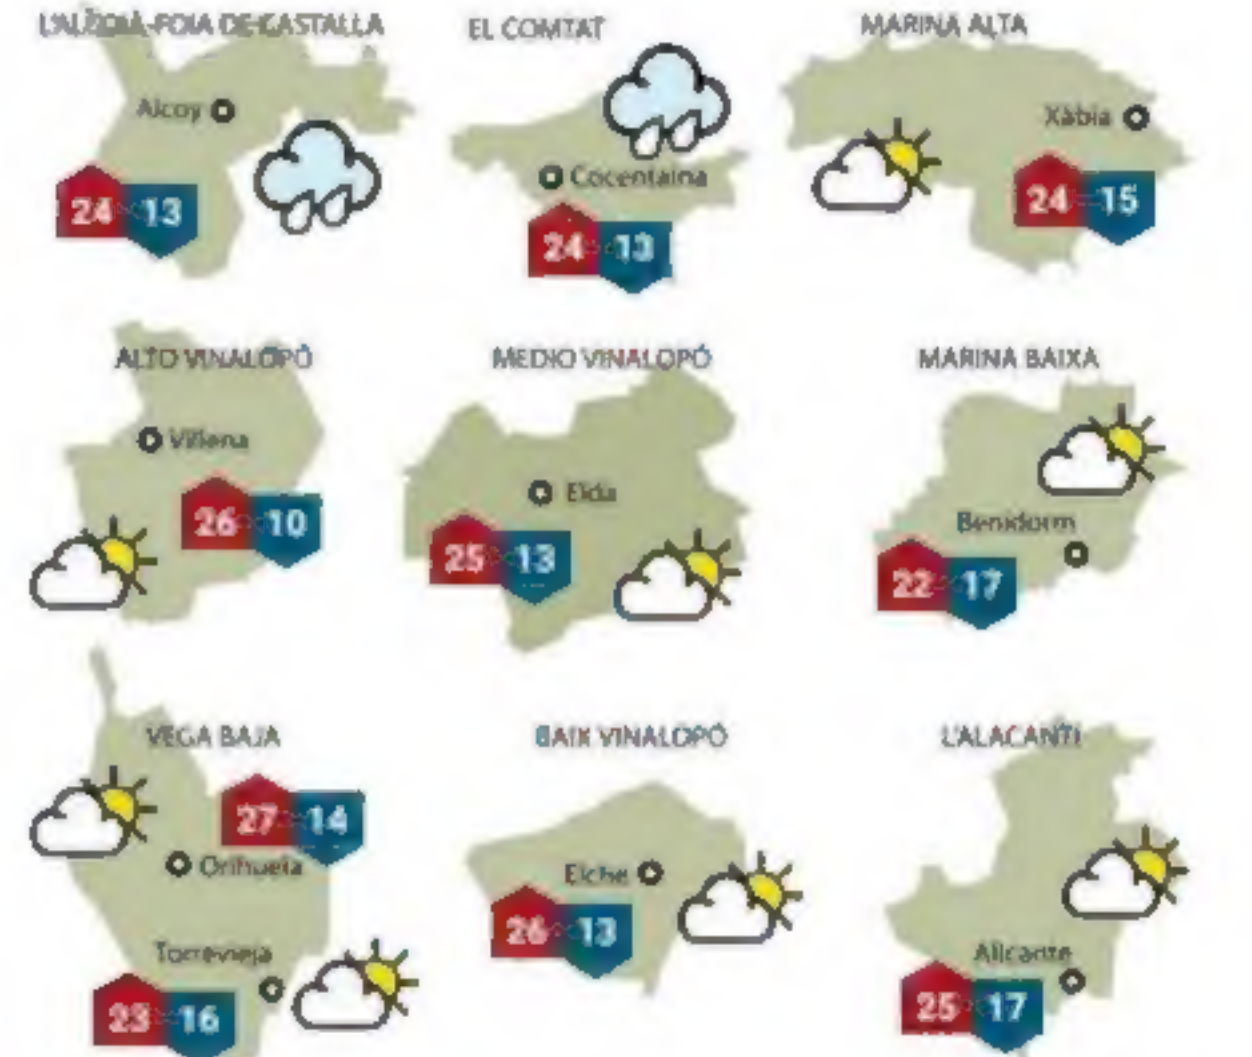 L'ALCOIÀ-FOIA DE CASTALLA
Alcoy
24 13
EL COMTAT
Cocentaina
24 13
MARINA ALTA
Xàbia
24 15
ALTO VINALOPÓ
Villena
26 10
MEDIO VINALOPÓ
Elda
25 13
MARINA BAIXA
Benidorm
22 17
VEGA BAJA
27 14
Orihuela
Torrevieja
23 16
BAIX VINALOPÓ
Elche
26 13
L'ALACANTÍ
Alicante
25 17